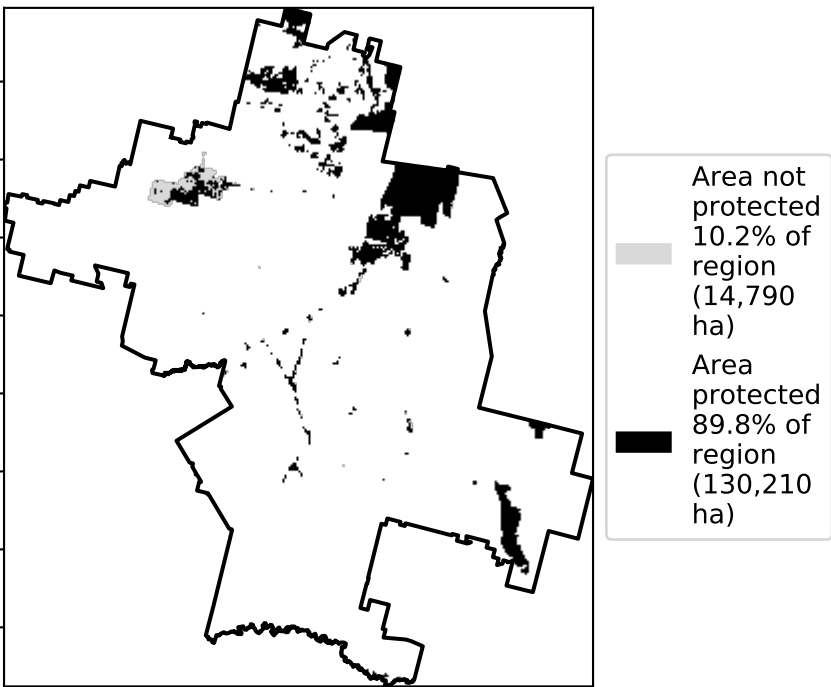 Area not
protected
10.2% of
region
(14,790
ha)
Area
protected
89.8% of
region
(130,210
ha)